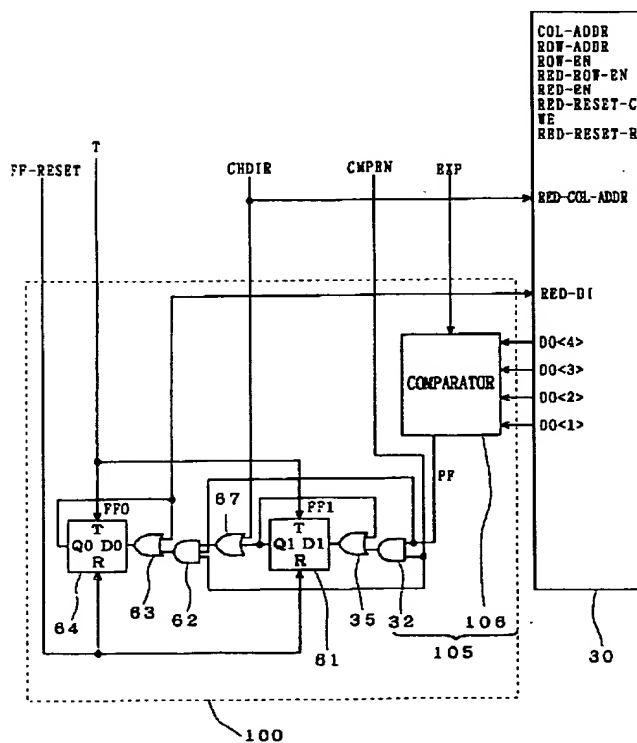 COL-ADDR
ROW-ADDR
ROW-EN
RED-ROW-EN
RED-EN
RED-RESET-C
WE
RED-RESET-R
T
FF-RESET
CHDIR
CMPEN
EXP
RED-COL-ADDR
RED-DI
DO<4>
DO<3>
DO<2>
DO<1>
COMPARATOR
PF
FF0
67
FF1
T
Q0 D0
R
T
Q1 D1
R
64
63
62
61
35
32
106
105
30
100